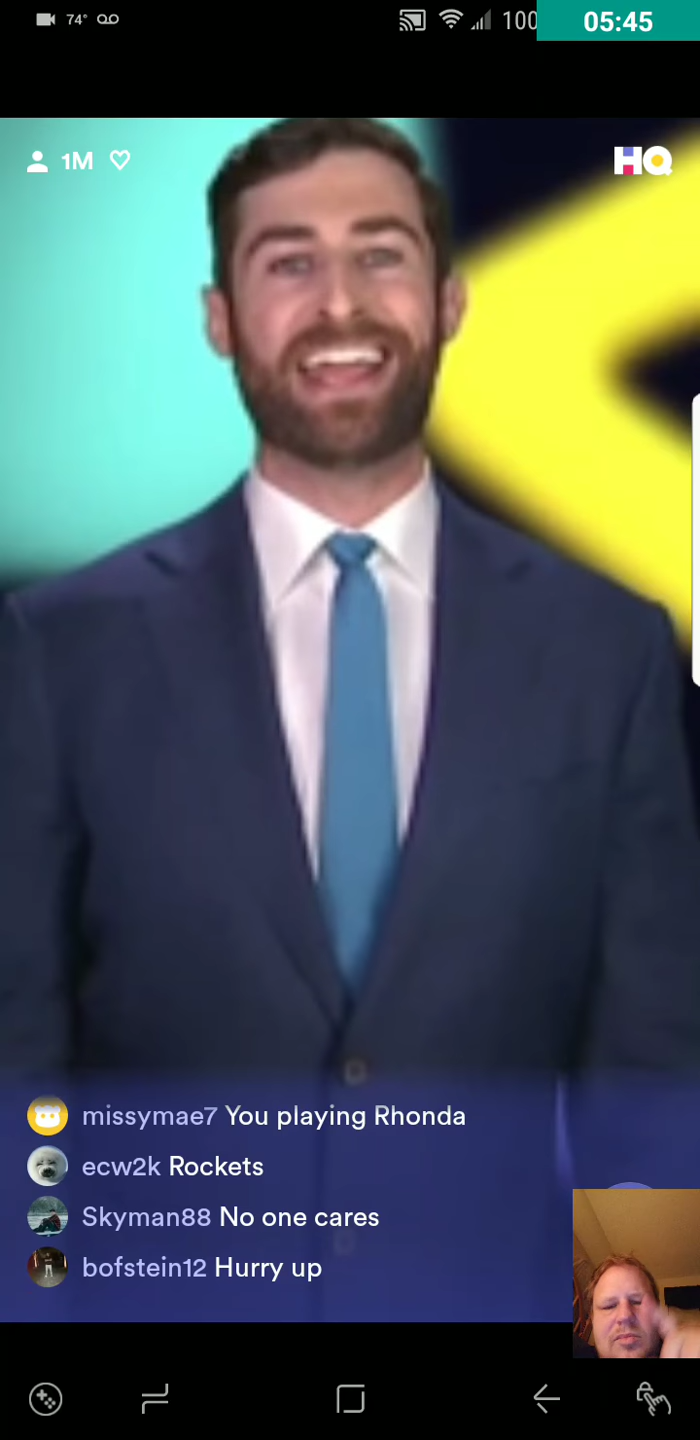 74°
100
05:45
1M
HQ
missymae7 You playing Rhonda
ecw2k Rockets
Skyman88 No one cares
bofstein12 Hurry up